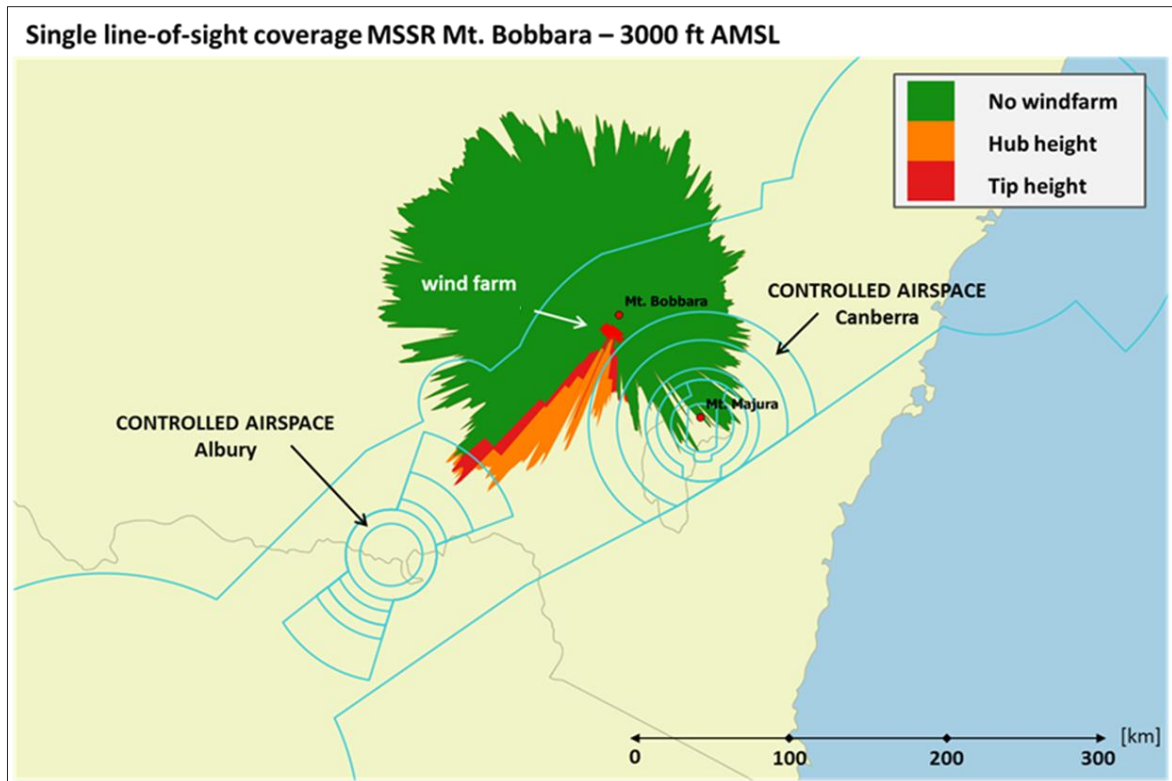 Single line-of-sight coverage MSSR Mt. Bobbara – 3000 ft AMSL
No windfarm
Hub height
Tip height
wind farm
Mt. Bobbara
CONTROLLED AIRSPACE
Canberra
Mt. Majura
CONTROLLED AIRSPACE
Albury
[km]
0 100 200 300